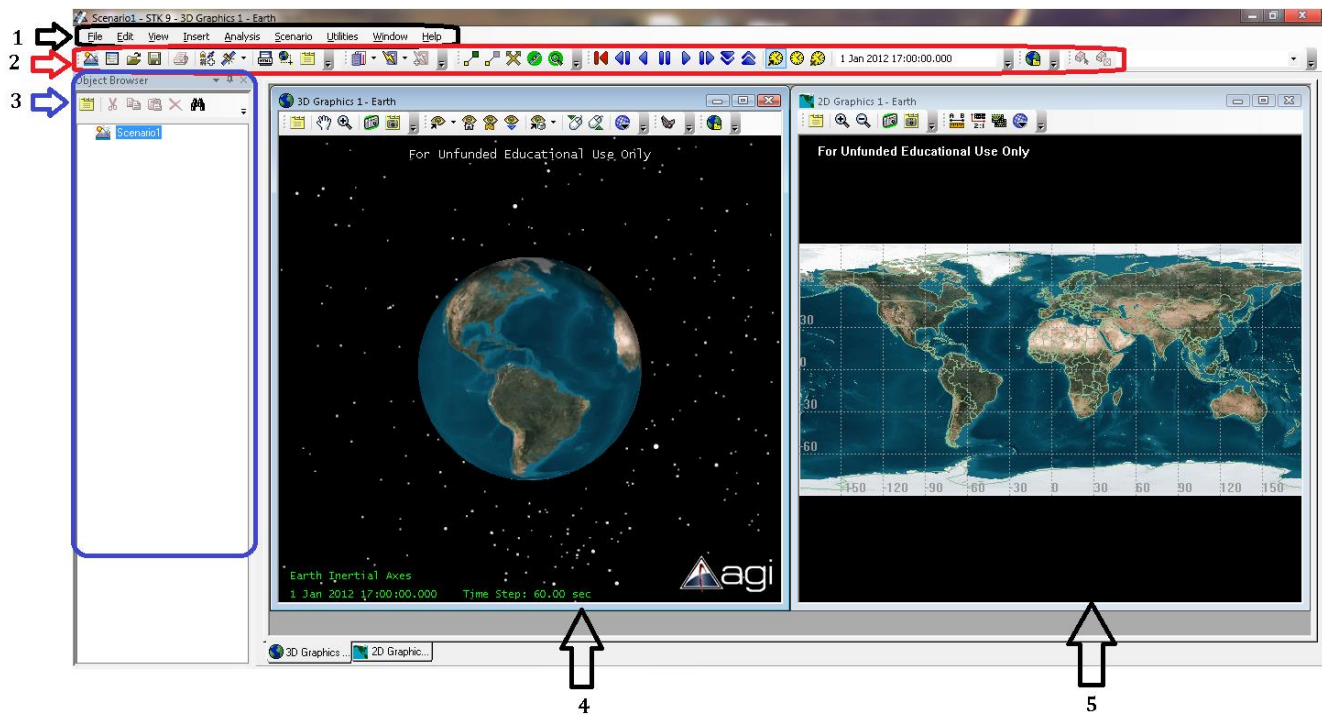 Scenario1 - STK 9 - 3D Graphics 1 - Earth
1
File Edit View Insert Analysis Scenario Utilities Window Help
2
1 Jan 2012 17:00:00.000
Object Browser
3
Scenario1
3D Graphics 1 - Earth
For Unfunded Educational Use Only
Earth Inertial Axes
1 Jan 2012 17:00:00.000 Time Step: 60.00 sec
agi
2D Graphics 1 - Earth
A B
2:1
For Unfunded Educational Use Only
30
0
-30
-60
-150 -120 -90 -60 -30 0 30 60 90 120 150
3D Graphics ... 2D Graphic...
4
5